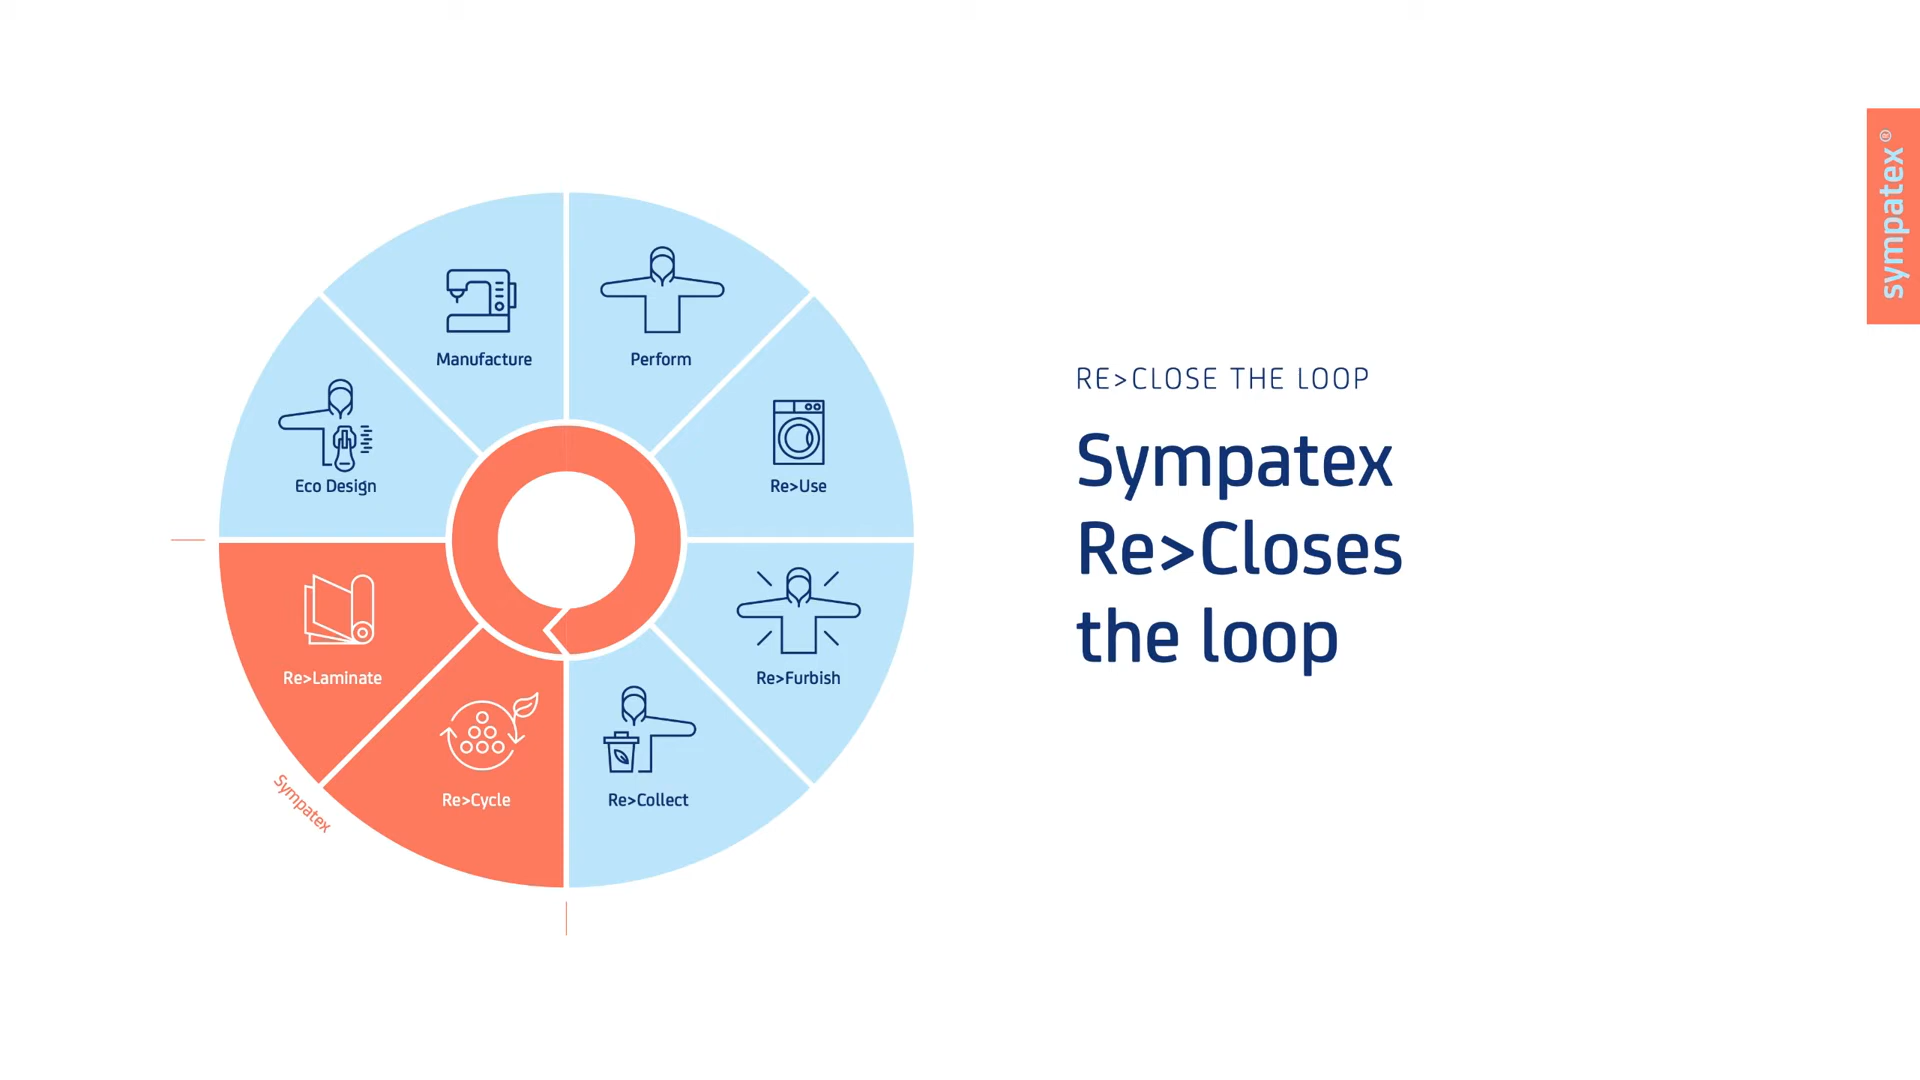 Manufacture
Perform
Eco Design
Re>Use
Re>Laminate
Re>Furbish
Re>Cycle
Re>Collect
Sympatex
RE>CLOSE THE LOOP
Sympatex
Re>Closes
the loop
sympatex®